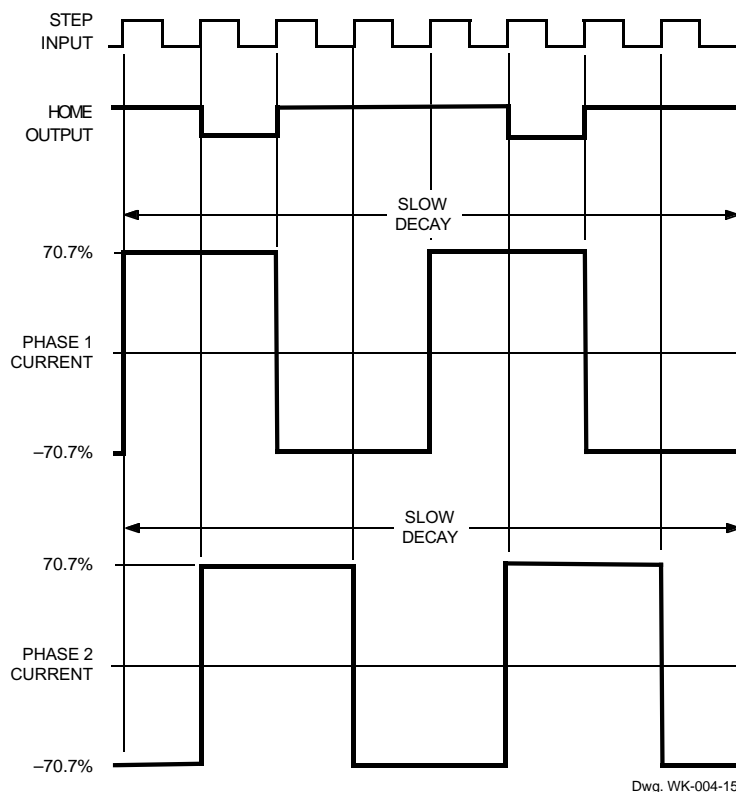 STEP
INPUT
HOME
OUTPUT
SLOW
DECAY
70.7%
PHASE 1
CURRENT
–70.7%
SLOW
DECAY
70.7%
PHASE 2
CURRENT
–70.7%
Dwg. WK-004-15